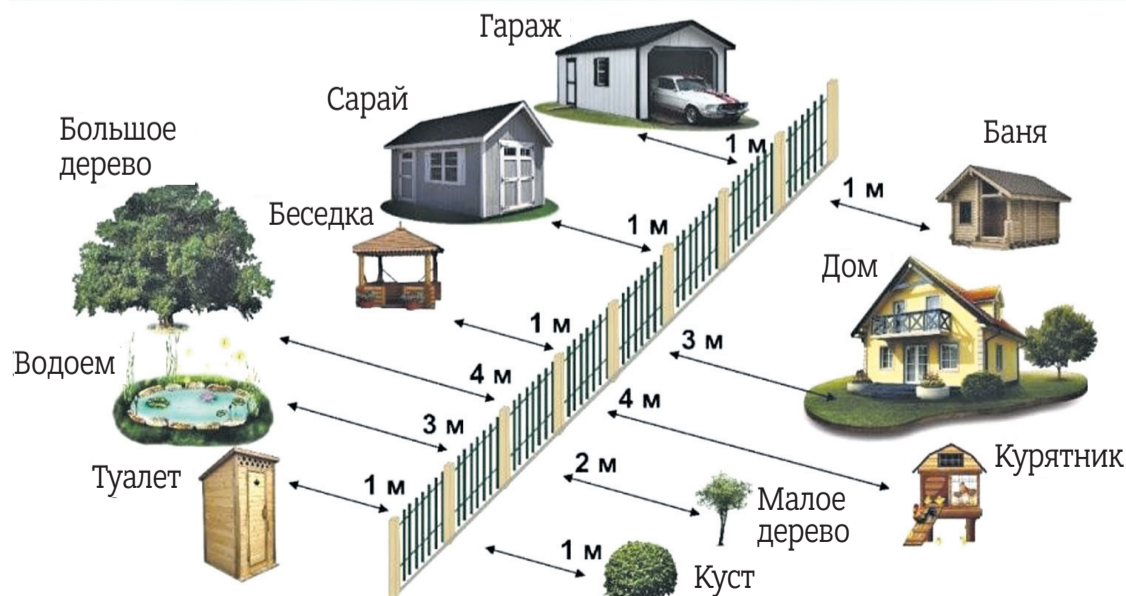 Гараж
1 м
Сарай
1 м
Большое
дерево
Беседка
1 м
4 м
Водоем
3 м
Туалет
1 м
Баня
1 м
Дом
3 м
4 м
Курятник
2 м
Малое
дерево
1 м
Куст